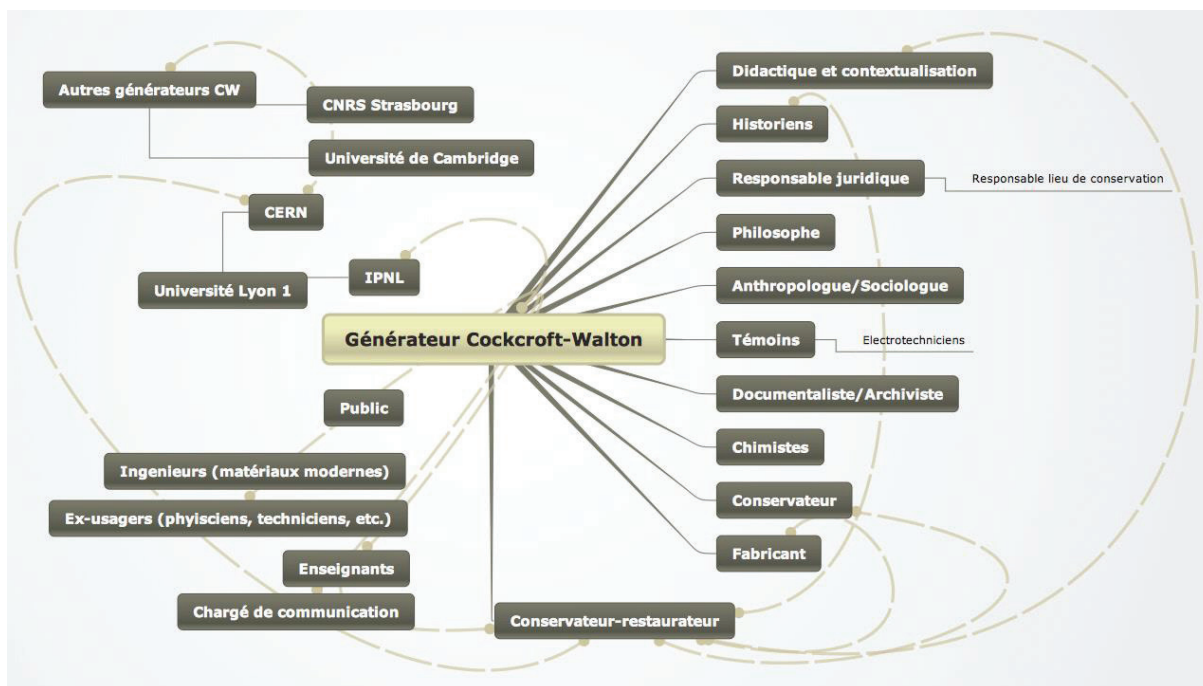 Autres générateurs CW
CNRS Strasbourg
Université de Cambridge
CERN
Université Lyon 1
IPNL
Générateur Cockcroft-Walton
Public
Ingenieurs (matériaux modernes)
Ex-usagers (phyisciens, techniciens, etc.)
Enseignants
Chargé de communication
Didactique et contextualisation
Historiens
Responsable juridique
Responsable lieu de conservation
Philosophe
Anthropologue/Sociologue
Témoins
Electrotechniciens
Documentaliste/Archiviste
Chimistes
Conservateur
Fabricant
Conservateur-restaurateur